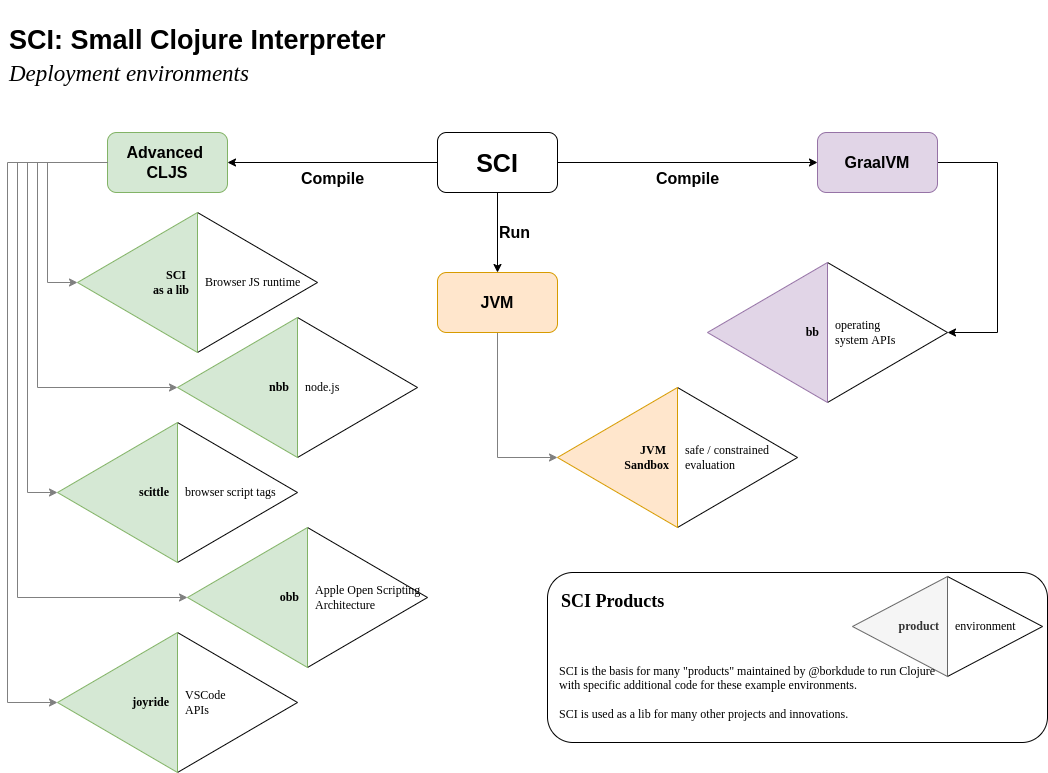 SCI: Small Clojure Interpreter
Deployment environments
Advanced
CLJS
SCI
GraalVM
Compile
Compile
Run
JVM
SCI
as a lib
Browser JS runtime
bb
operating
system APIs
nbb
node.js
JVM
Sandbox
safe / constrained
evaluation
scittle
browser script tags
obb
Apple Open Scripting
Architecture
joyride
VSCode
APIs
SCI Products
product
environment
SCI is the basis for many "products" maintained by @borkdude to run Clojure
with specific additional code for these example environments.
SCI is used as a lib for many other projects and innovations.